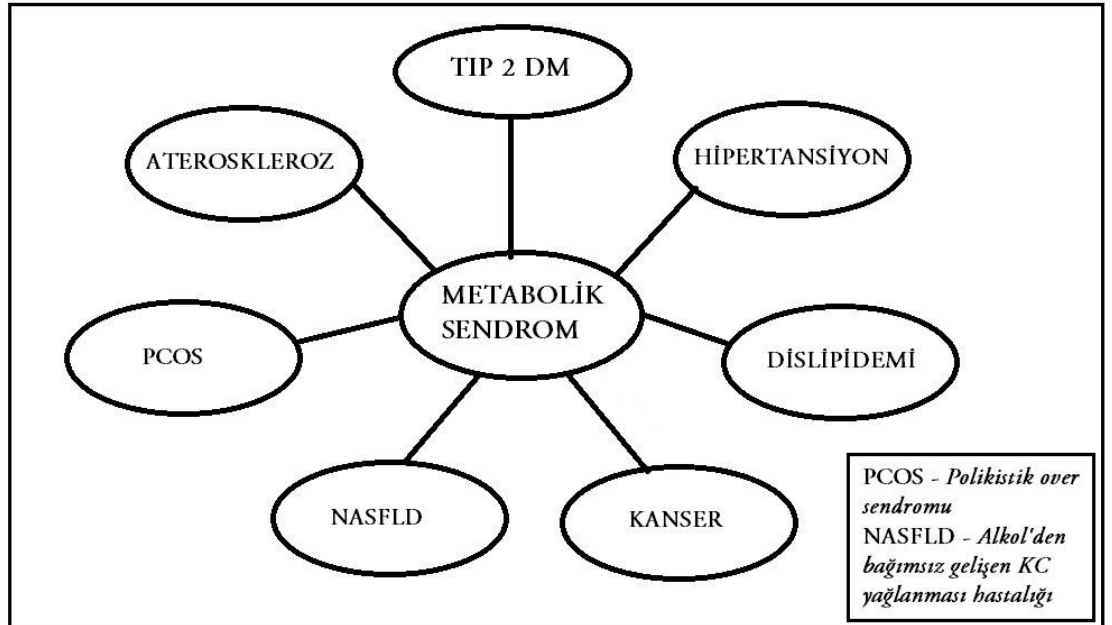 TIP 2 DM
ATEROSKLEROZ
HİPERTANSİYON
METABOLİK
SENDROM
PCOS
DİSLİPİDEMİ
NASFLD
KANSER
PCOS - Polikistik over
sendromu
NASFLD - Alkol'den
bağımsız gelişen KC
yağlanması hastalığı